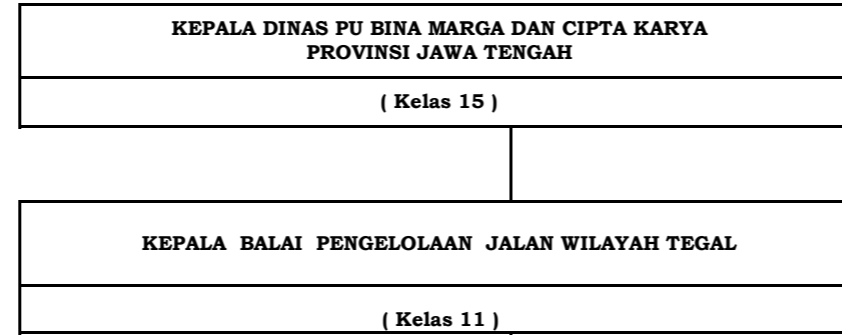 KEPALA DINAS PU BINA MARGA DAN CIPTA KARYA
PROVINSI JAWA TENGAH
( Kelas 15 )
KEPALA BALAI PENGELOLAAN JALAN WILAYAH TEGAL
( Kelas 11 )